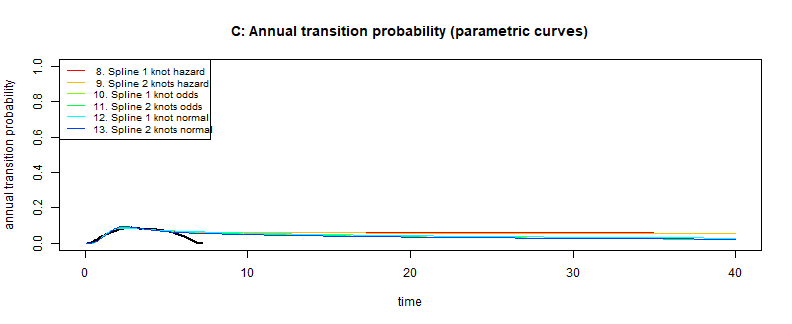 C: Annual transition probability (parametric curves)
annual transition probability
1.0
0.8
0.6
0.4
0.2
0.0
8. Spline 1 knot hazard
9. Spline 2 knots hazard
10. Spline 1 knot odds
11. Spline 2 knots odds
12. Spline 1 knot normal
13. Spline 2 knots normal
0 10 20 30 40
time